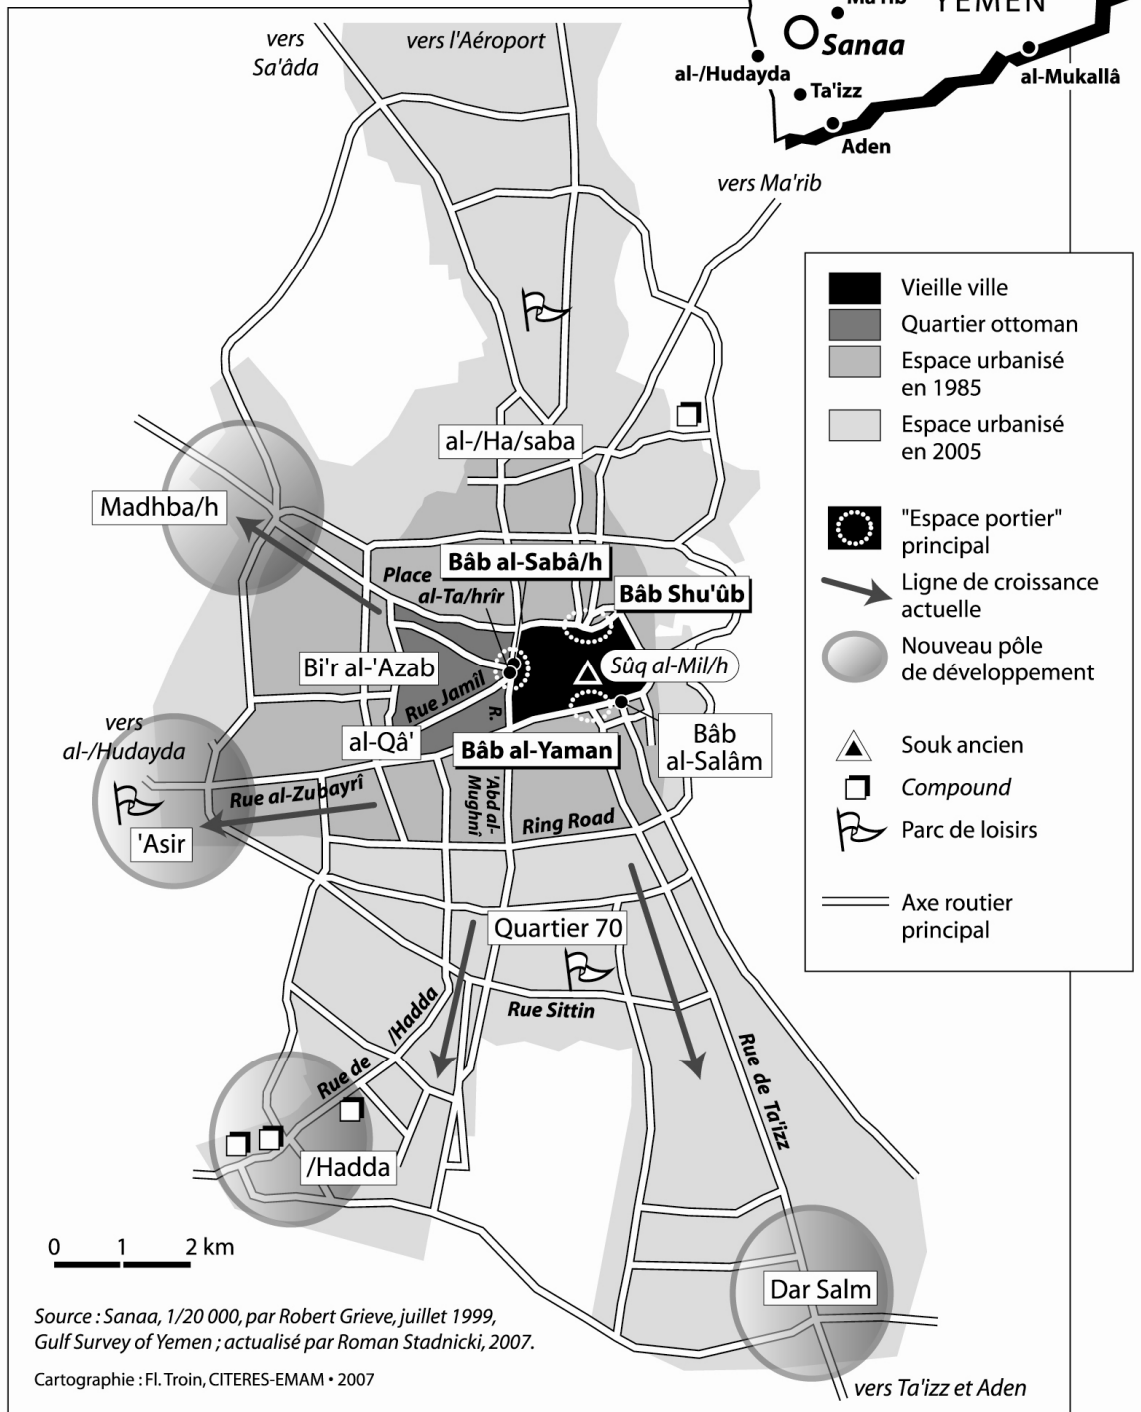 Ma'rib
YEMEN
Sanaa
al-/Hudayda
al-Mukallâ
Ta'izz
Aden
vers
Sa'âda
vers l'Aéroport
vers Ma'rib
Vieille ville
Quartier ottoman
Espace urbanisé
en 1985
Espace urbanisé
en 2005
"Espace portier"
principal
Ligne de croissance
actuelle
Nouveau pôle
de développement
Souk ancien
Compound
Parc de loisirs
Axe routier
principal
al-/Ha/saba
Madhba/h
Bâb al-Sabâ/h
Place
al-Ta/hrîr
Bâb Shu'ûb
Bi'r al-'Azab
Sûq al-Mil/h
Rue Jamîl
R.
'Abd al-
Mughnî
vers
al-/Hudayda
al-Qâ'
Bâb al-Yaman
Bâb
al-Salâm
Rue al-Zubayrî
Ring Road
'Asir
Quartier 70
Rue Sittin
Rue de /Hadda
Rue de Ta'izz
/Hadda
Dar Salm
0 1 2 km
Source : Sanaa, 1/20 000, par Robert Grieve, juillet 1999,
Gulf Survey of Yemen ; actualisé par Roman Stadnicki, 2007.
Cartographie : Fl. Troin, CITERES-EMAM • 2007
vers Ta'izz et Aden